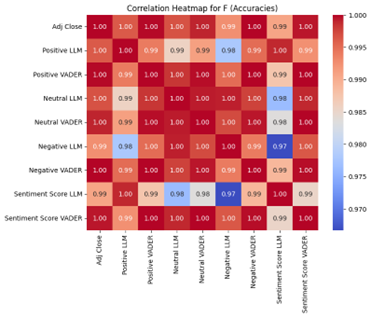 Correlation Heatmap for F (Accuracies)
Adj Close 1.00 1.00 1.00 1.00 1.00 0.99 1.00 0.99 1.00
Positive LLM 1.00 1.00 0.99 0.99 0.99 0.98 0.99 1.00 0.99
Positive VADER 1.00 0.99 1.00 1.00 1.00 1.00 1.00 0.99 1.00
Neutral LLM 1.00 0.99 1.00 1.00 1.00 1.00 1.00 0.98 1.00
Neutral VADER 1.00 0.99 1.00 1.00 1.00 1.00 1.00 0.98 1.00
Negative LLM 0.99 0.98 1.00 1.00 1.00 1.00 0.99 0.97 1.00
Negative VADER 1.00 0.99 1.00 1.00 1.00 0.99 1.00 0.99 1.00
Sentiment Score LLM 0.99 1.00 0.99 0.98 0.98 0.97 0.99 1.00 0.99
Sentiment Score VADER 1.00 0.99 1.00 1.00 1.00 1.00 1.00 0.99 1.00
Adj Close
Positive LLM
Positive VADER
Neutral LLM
Neutral VADER
Negative LLM
Negative VADER
Sentiment Score LLM
Sentiment Score VADER
1.000
0.995
0.990
0.985
0.980
0.975
0.970